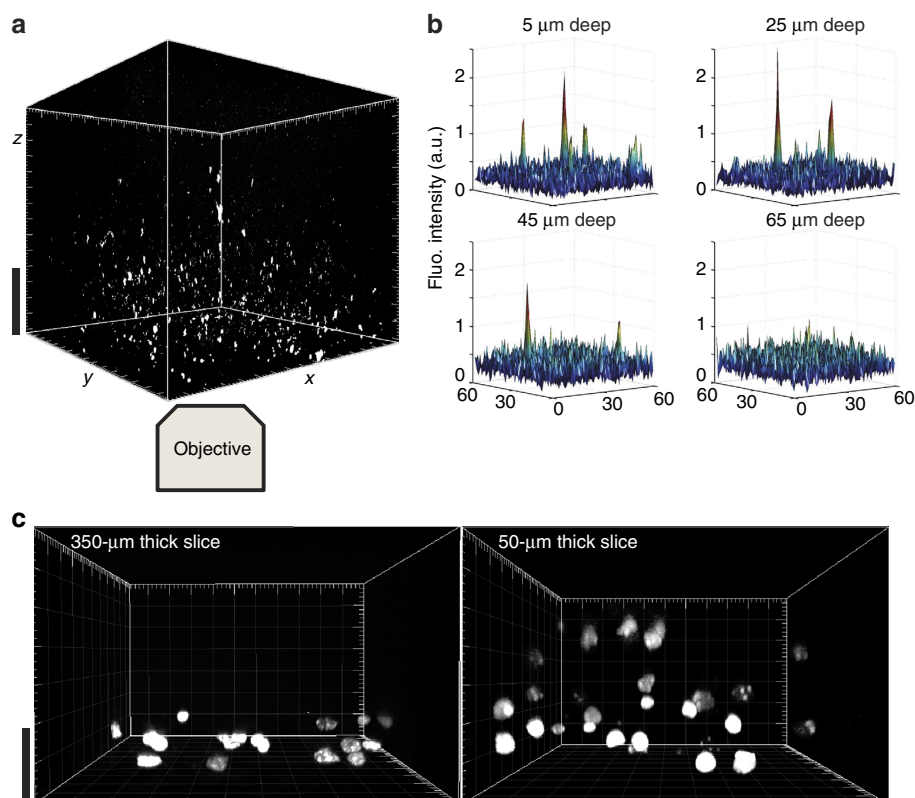 a
z
y
x
Objective
b
5 µm deep
25 µm deep
Fluo. intensity (a.u.)
2
1
0
2
1
0
45 µm deep
65 µm deep
2
1
0
60
30
0
30
60
2
1
0
60
30
0
30
60
c
350-µm thick slice
50-µm thick slice